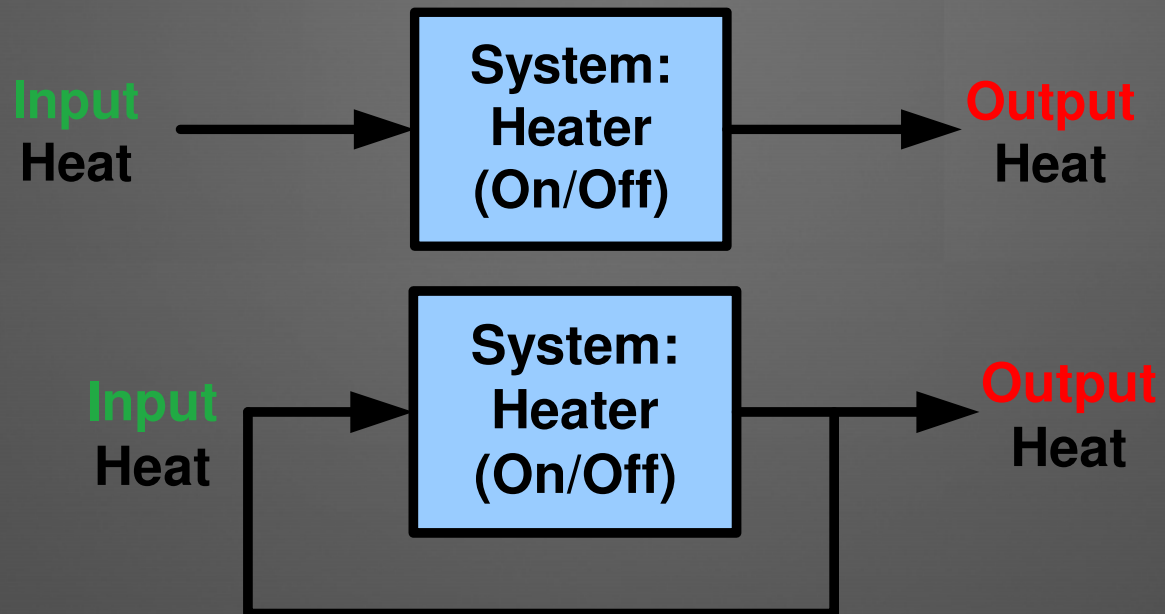 Input
Heat
System:
Heater
(On/Off)
Output
Heat
Input
Heat
System:
Heater
(On/Off)
Output
Heat